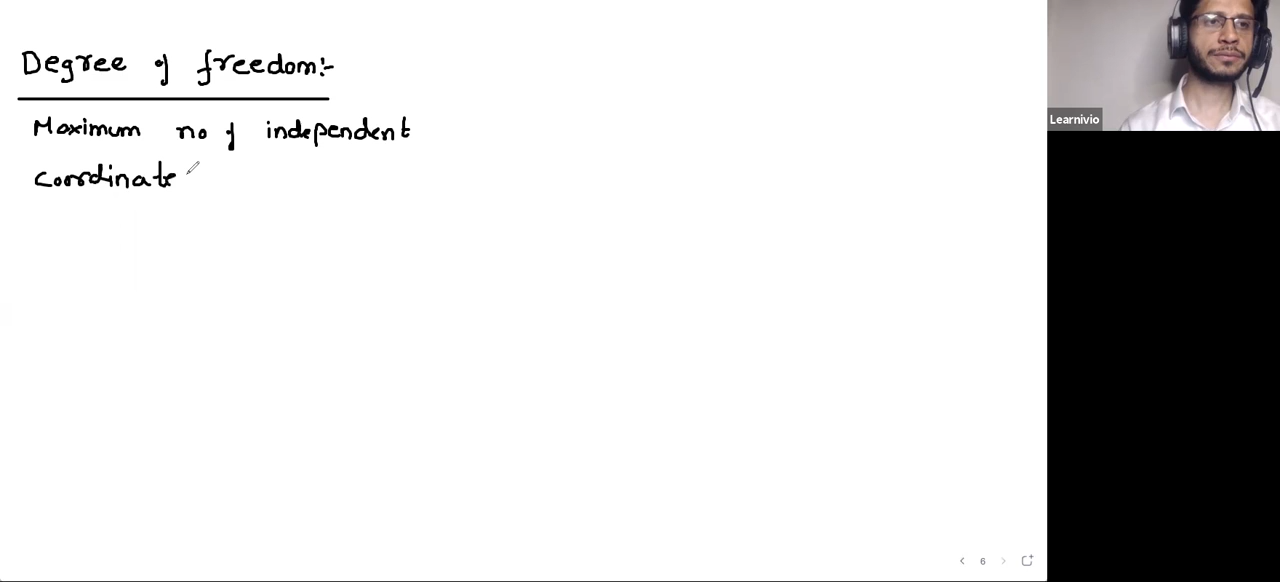 Degree of freedom:-
Maximum no of independent
coordinate
Learnivio
6